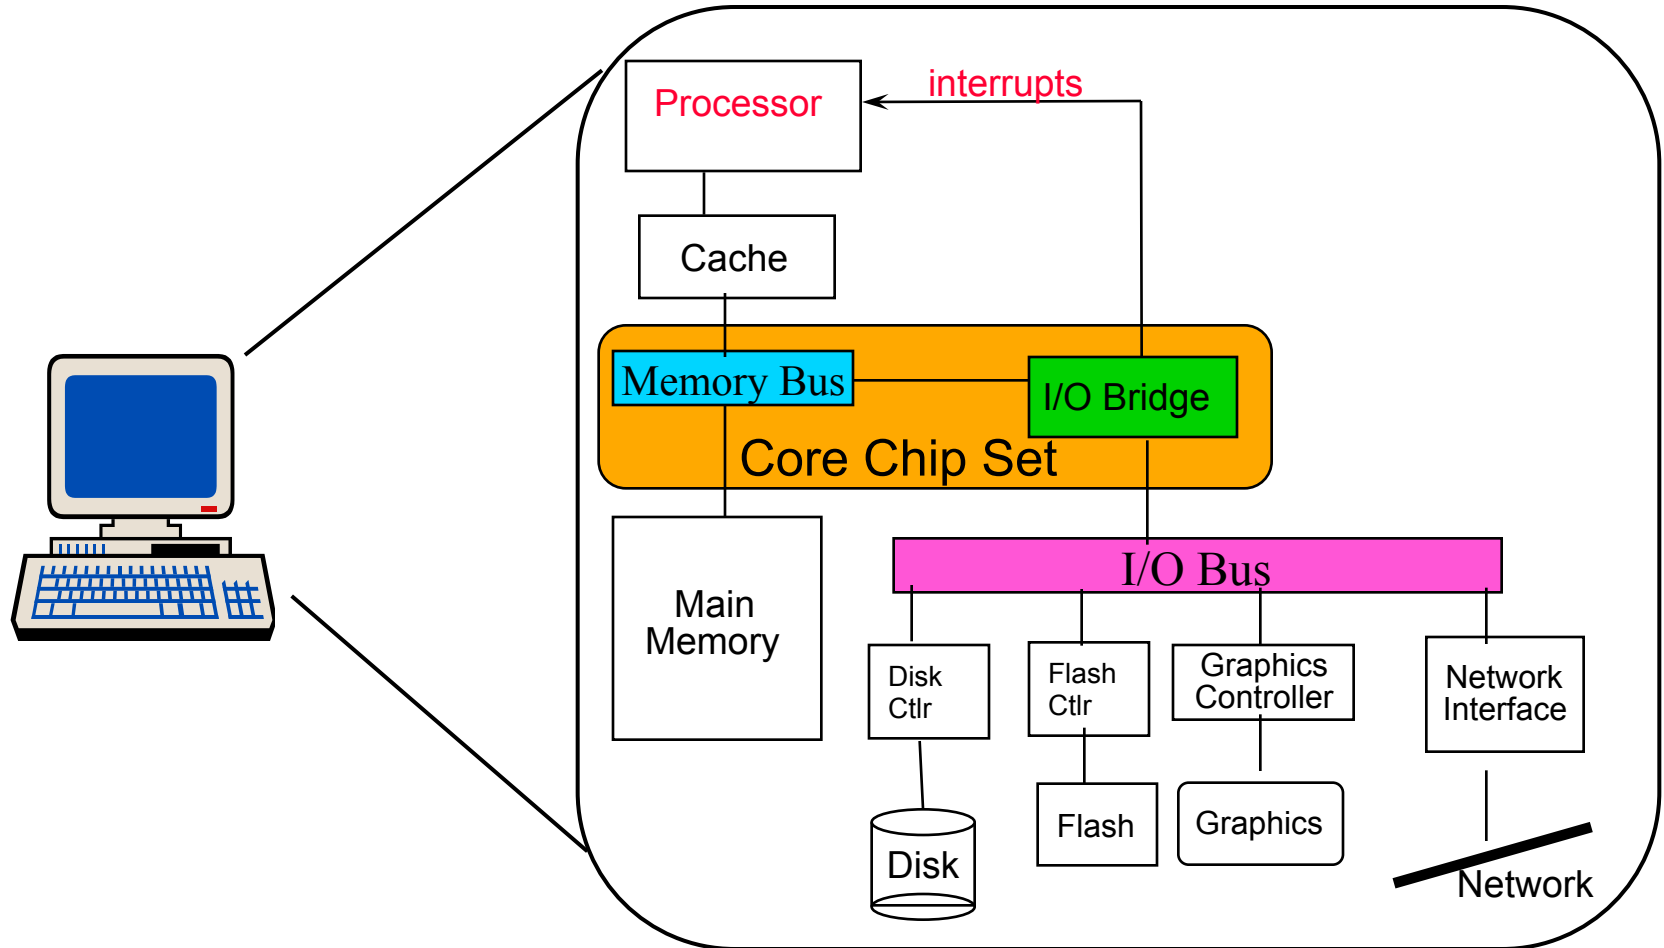 Processor
interrupts
Cache
Memory Bus
I/O Bridge
Core Chip Set
I/O Bus
Main
Memory
Disk
Ctlr
Flash
Ctlr
Graphics
Controller
Network
Interface
Disk
Flash
Graphics
Network